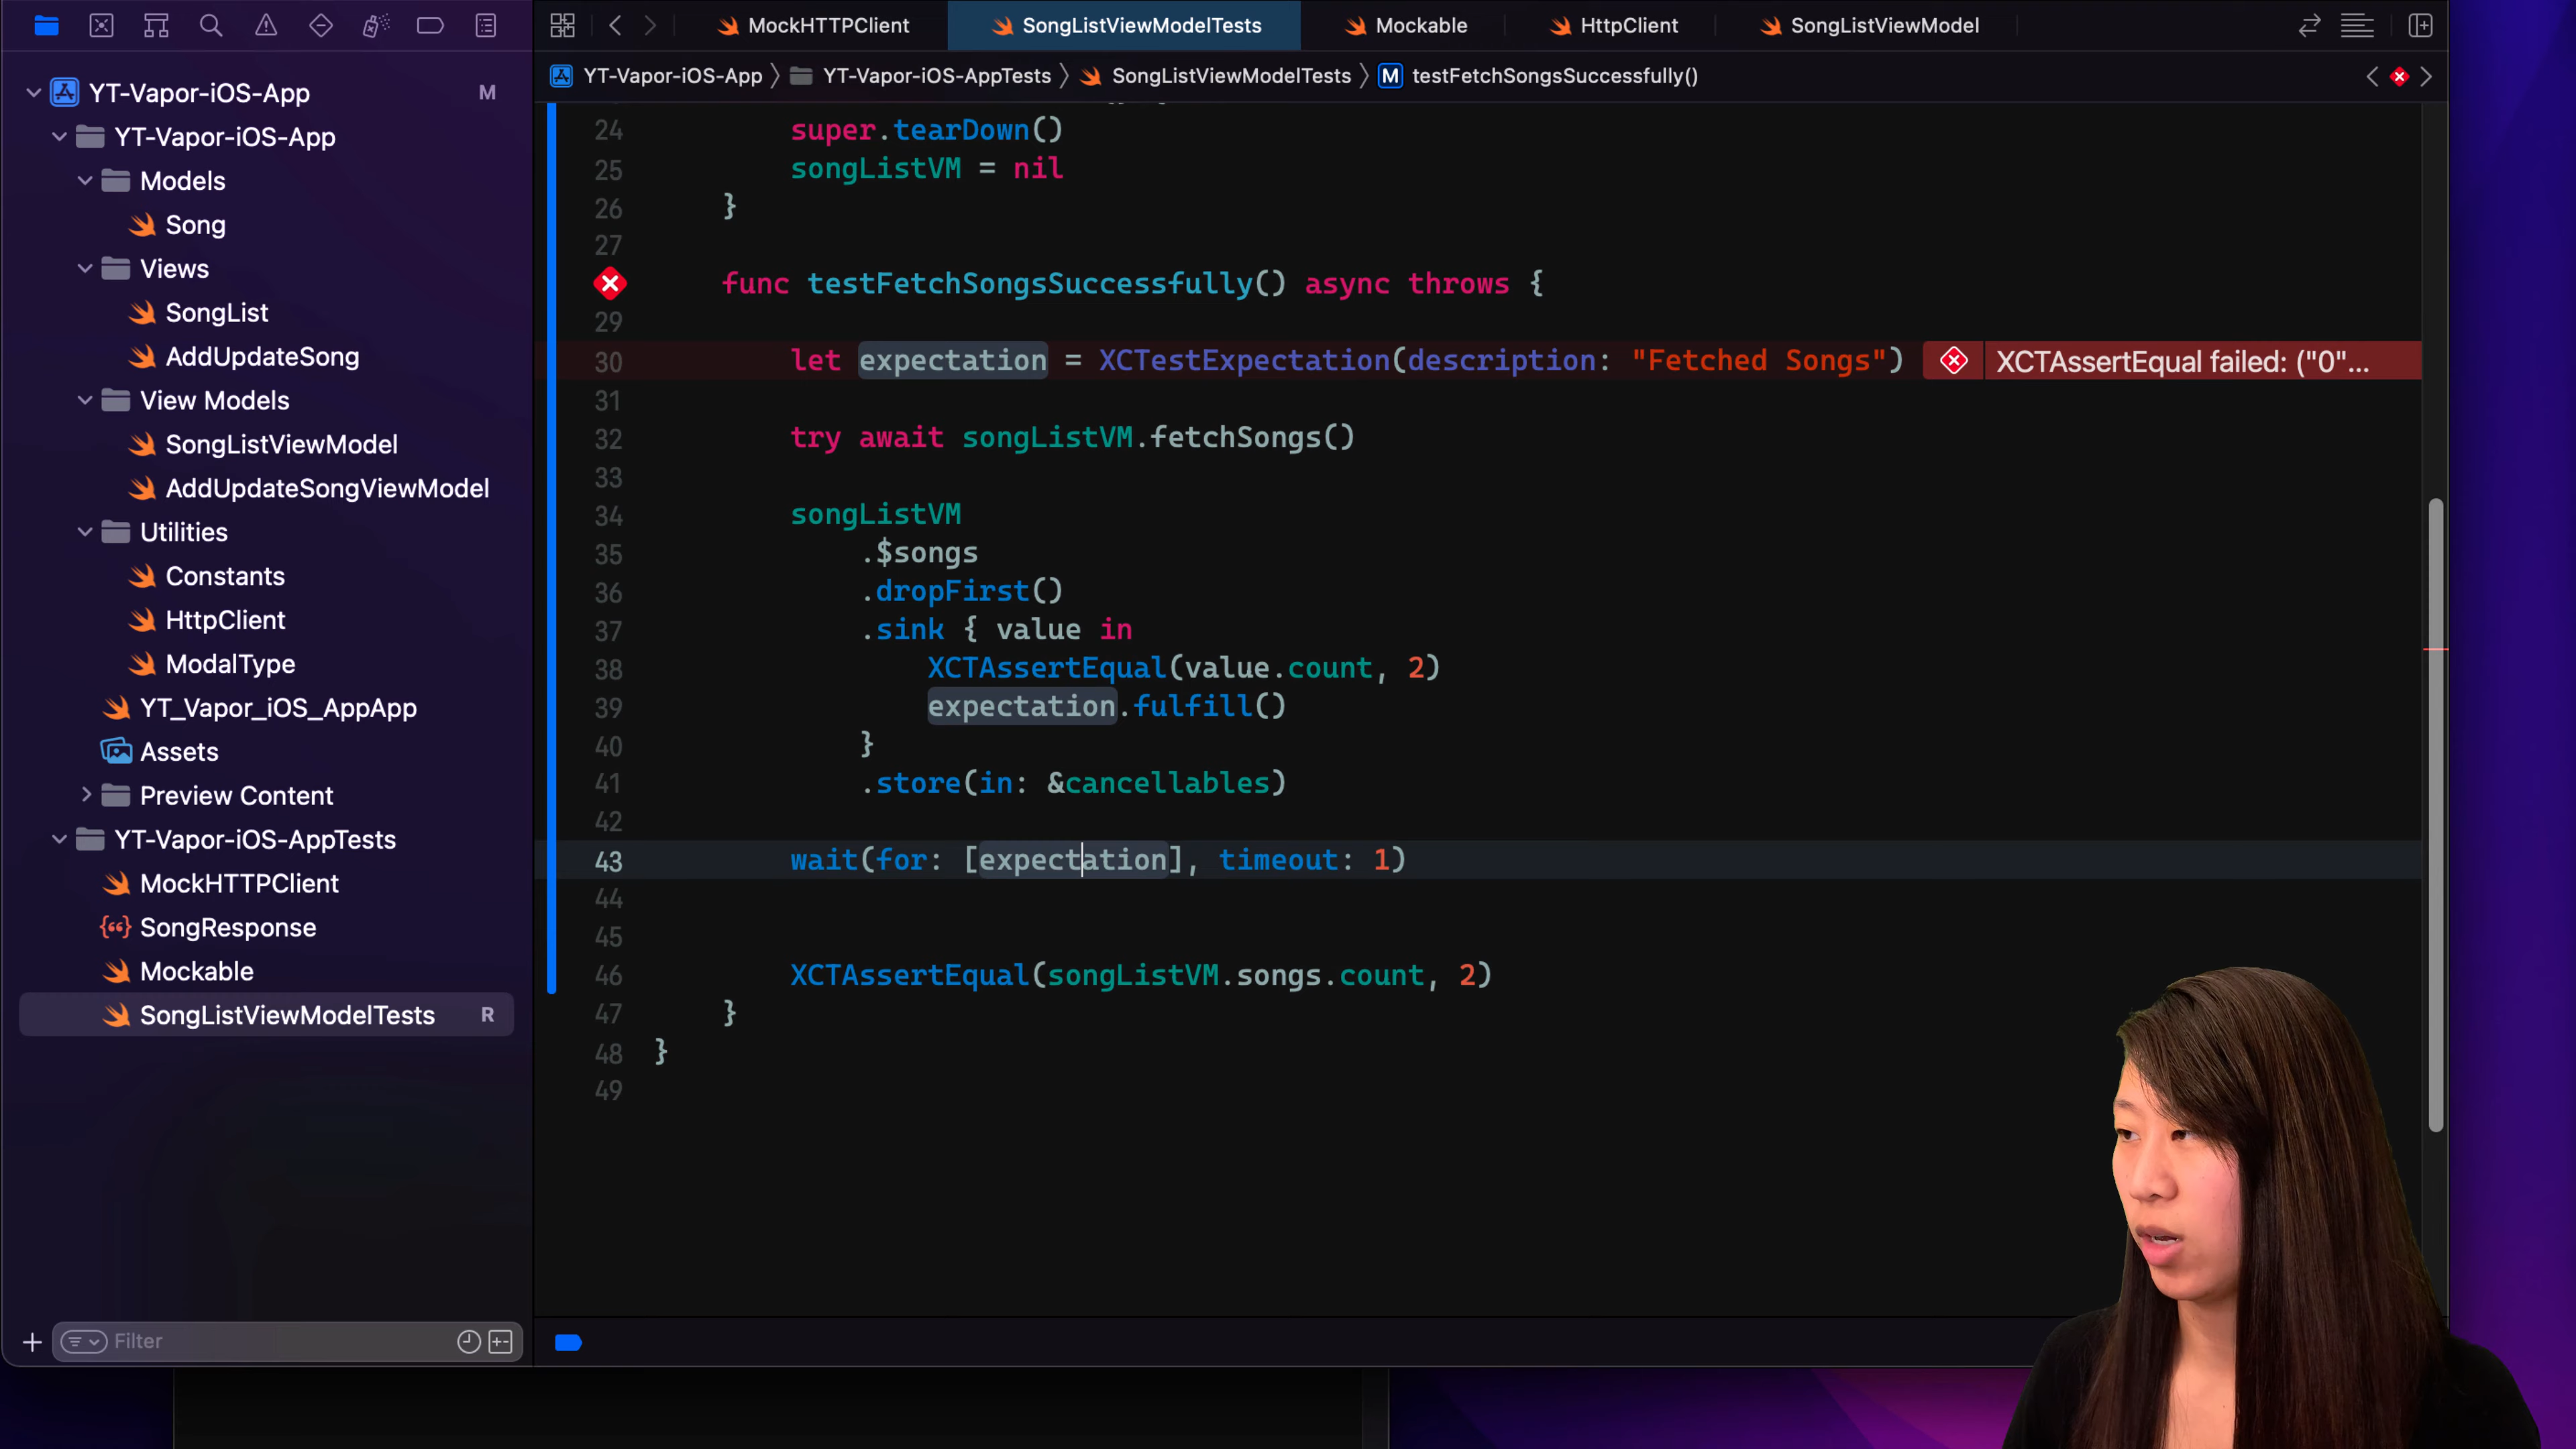 MockHTTPClient SongListViewModelTests Mockable HttpClient SongListViewModel
YT-Vapor-iOS-App YT-Vapor-iOS-AppTests SongListViewModelTests M testFetchSongsSuccessfully()
YT-Vapor-iOS-App M
YT-Vapor-iOS-App
Models
Song
Views
SongList
AddUpdateSong
View Models
SongListViewModel
AddUpdateSongViewModel
Utilities
Constants
HttpClient
ModalType
YT_Vapor_iOS_AppApp
Assets
Preview Content
YT-Vapor-iOS-AppTests
MockHTTPClient
SongResponse
Mockable
SongListViewModelTests R
Filter
24 super.tearDown()
25 songListVM = nil
26 }
27
func testFetchSongsSuccessfully() async throws {
29
30 let expectation = XCTestExpectation(description: "Fetched Songs") XCTAssertEqual failed: ("0"...
31
32 try await songListVM.fetchSongs()
33
34 songListVM
35 .$songs
36 .dropFirst()
37 .sink { value in
38 XCTAssertEqual(value.count, 2)
39 expectation.fulfill()
40 }
41 .store(in: &cancellables)
42
43 wait(for: [expectation], timeout: 1)
44
45
46 XCTAssertEqual(songListVM.songs.count, 2)
47 }
48 }
49